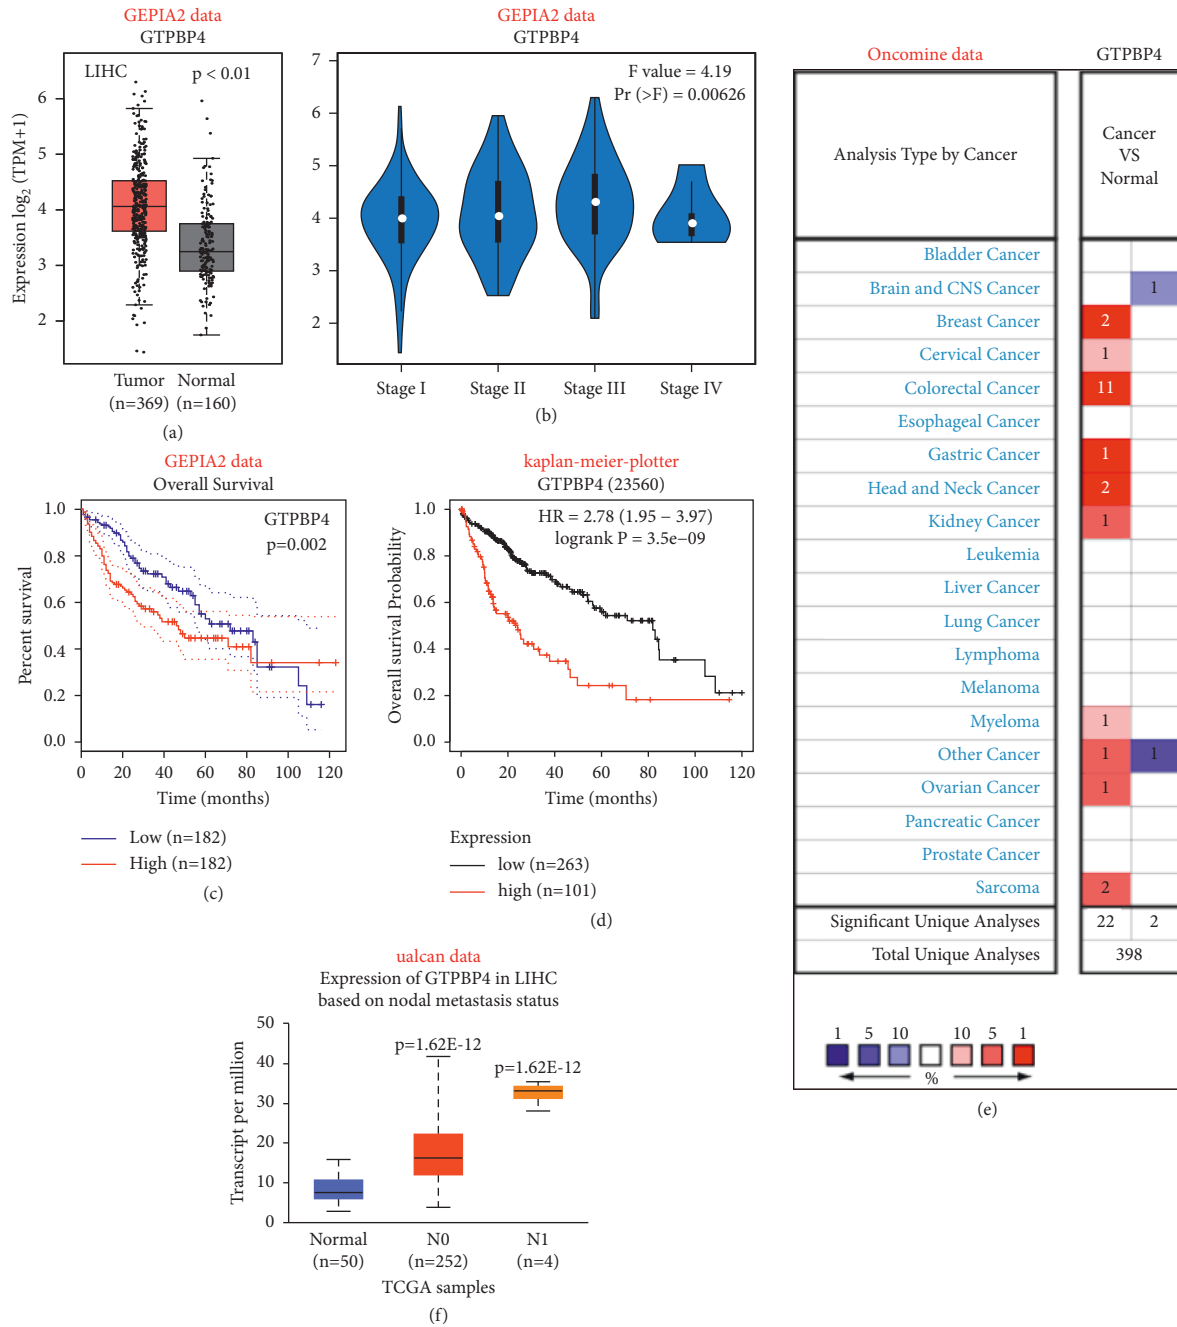 GEPIA2 data
GTPBP4
LIHC
p < 0.01
Expression log2 (TPM+1)
6
5
4
3
2
Tumor
(n=369)
Normal
(n=160)
(a)
GEPIA2 data
GTPBP4
F value = 4.19
Pr (>F) = 0.00626
7
6
5
4
3
2
Stage I
Stage II
Stage III
Stage IV
(b)
GEPIA2 data
Overall Survival
GTPBP4
p=0.002
Percent survival
1.0
0.8
0.6
0.4
0.2
0.0
0 20 40 60 80 100 120
Time (months)
Low (n=182)
High (n=182)
(c)
kaplan-meier-plotter
GTPBP4 (23560)
HR = 2.78 (1.95 − 3.97)
logrank P = 3.5e−09
Overall surival Probability
1.0
0.8
0.6
0.4
0.2
0.0
0 20 40 60 80 100 120
Time (months)
Expression
low (n=263)
high (n=101)
(d)
Oncomine data
GTPBP4
Analysis Type by Cancer
Cancer
VS
Normal
Bladder Cancer
Brain and CNS Cancer 1
Breast Cancer 2
Cervical Cancer 1
Colorectal Cancer 11
Esophageal Cancer
Gastric Cancer 1
Head and Neck Cancer 2
Kidney Cancer 1
Leukemia
Liver Cancer
Lung Cancer
Lymphoma
Melanoma
Myeloma 1
Other Cancer 1 1
Ovarian Cancer 1
Pancreatic Cancer
Prostate Cancer
Sarcoma 2
Significant Unique Analyses 22 2
Total Unique Analyses 398
1 5 10 10 5 1
%
(e)
ualcan data
Expression of GTPBP4 in LIHC
based on nodal metastasis status
Transcript per million
50
40
30
20
10
0
p=1.62E-12
p=1.62E-12
Normal
(n=50)
N0
(n=252)
N1
(n=4)
TCGA samples
(f)